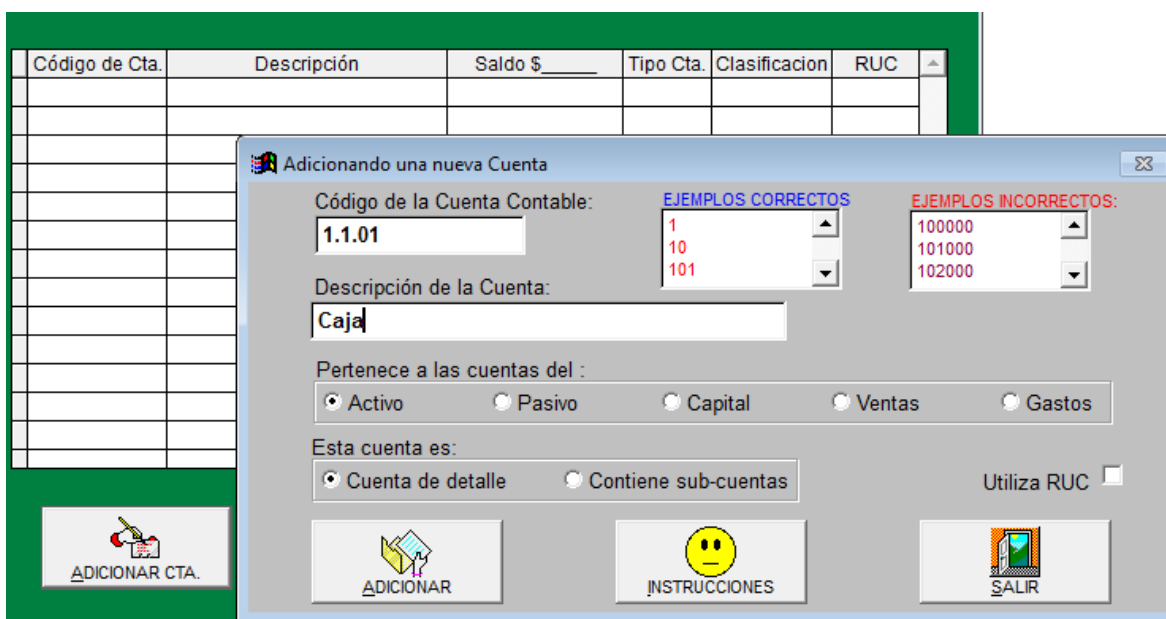 Código de Cta. Descripción Saldo $_____ Tipo Cta. Clasificacion RUC
Adicionando una nueva Cuenta
Código de la Cuenta Contable:
1.1.01
EJEMPLOS CORRECTOS
1
10
101
EJEMPLOS INCORRECTOS:
100000
101000
102000
Descripción de la Cuenta:
Caja
Pertenece a las cuentas del :
Activo Pasivo Capital Ventas Gastos
Esta cuenta es:
Cuenta de detalle Contiene sub-cuentas
Utiliza RUC
ADICIONAR CTA.
ADICIONAR
INSTRUCCIONES
SALIR